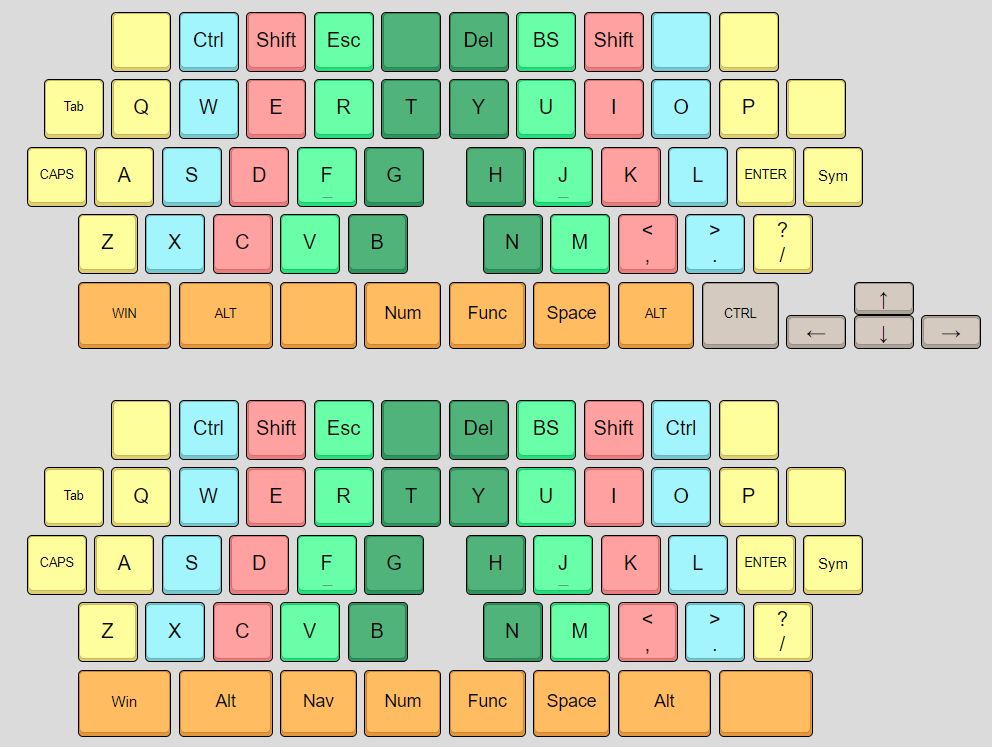 Ctrl Shift Esc Del BS Shift
Tab Q W E R T Y U I O P
CAPS A S D F G H J K L ENTER Sym
Z X C V B N M < , > . ? /
WIN ALT Num Func Space ALT CTRL ← ↑ ↓ →
Ctrl Shift Esc Del BS Shift Ctrl
Tab Q W E R T Y U I O P
CAPS A S D F G H J K L ENTER Sym
Z X C V B N M < , > . ? /
Win Alt Nav Num Func Space Alt